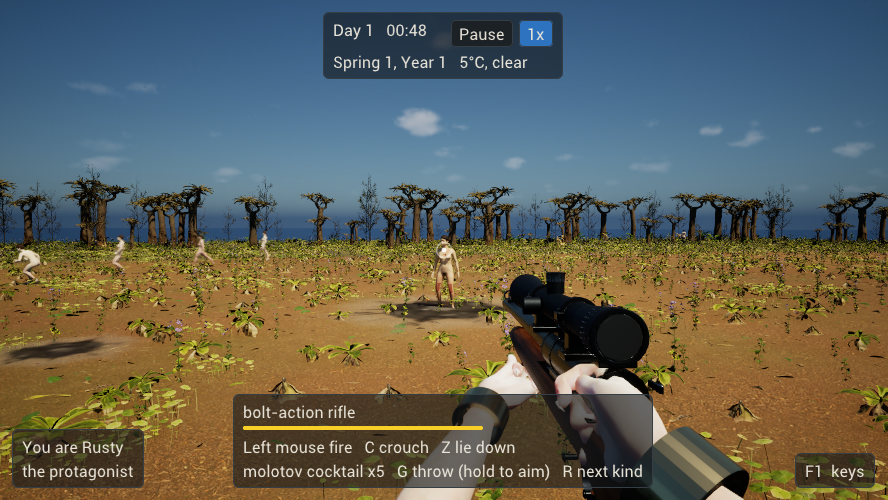 Day 1 00:48 Pause 1x
Spring 1, Year 1 5°C, clear
bolt-action rifle
Left mouse fire C crouch Z lie down
molotov cocktail x5 G throw (hold to aim) R next kind
You are Rusty
the protagonist
F1 keys